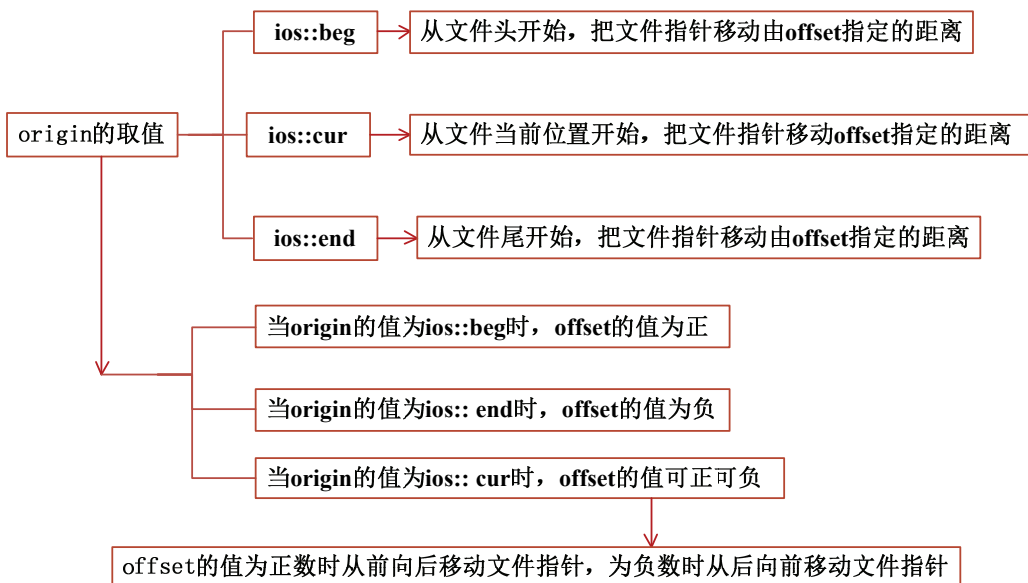 ios::beg
从文件头开始，把文件指针移动由offset指定的距离
origin的取值
ios::cur
从文件当前位置开始，把文件指针移动offset指定的距离
ios::end
从文件尾开始，把文件指针移动由offset指定的距离
当origin的值为ios::beg时，offset的值为正
当origin的值为ios:: end时，offset的值为负
当origin的值为ios:: cur时，offset的值可正可负
offset的值为正数时从前向后移动文件指针，为负数时从后向前移动文件指针